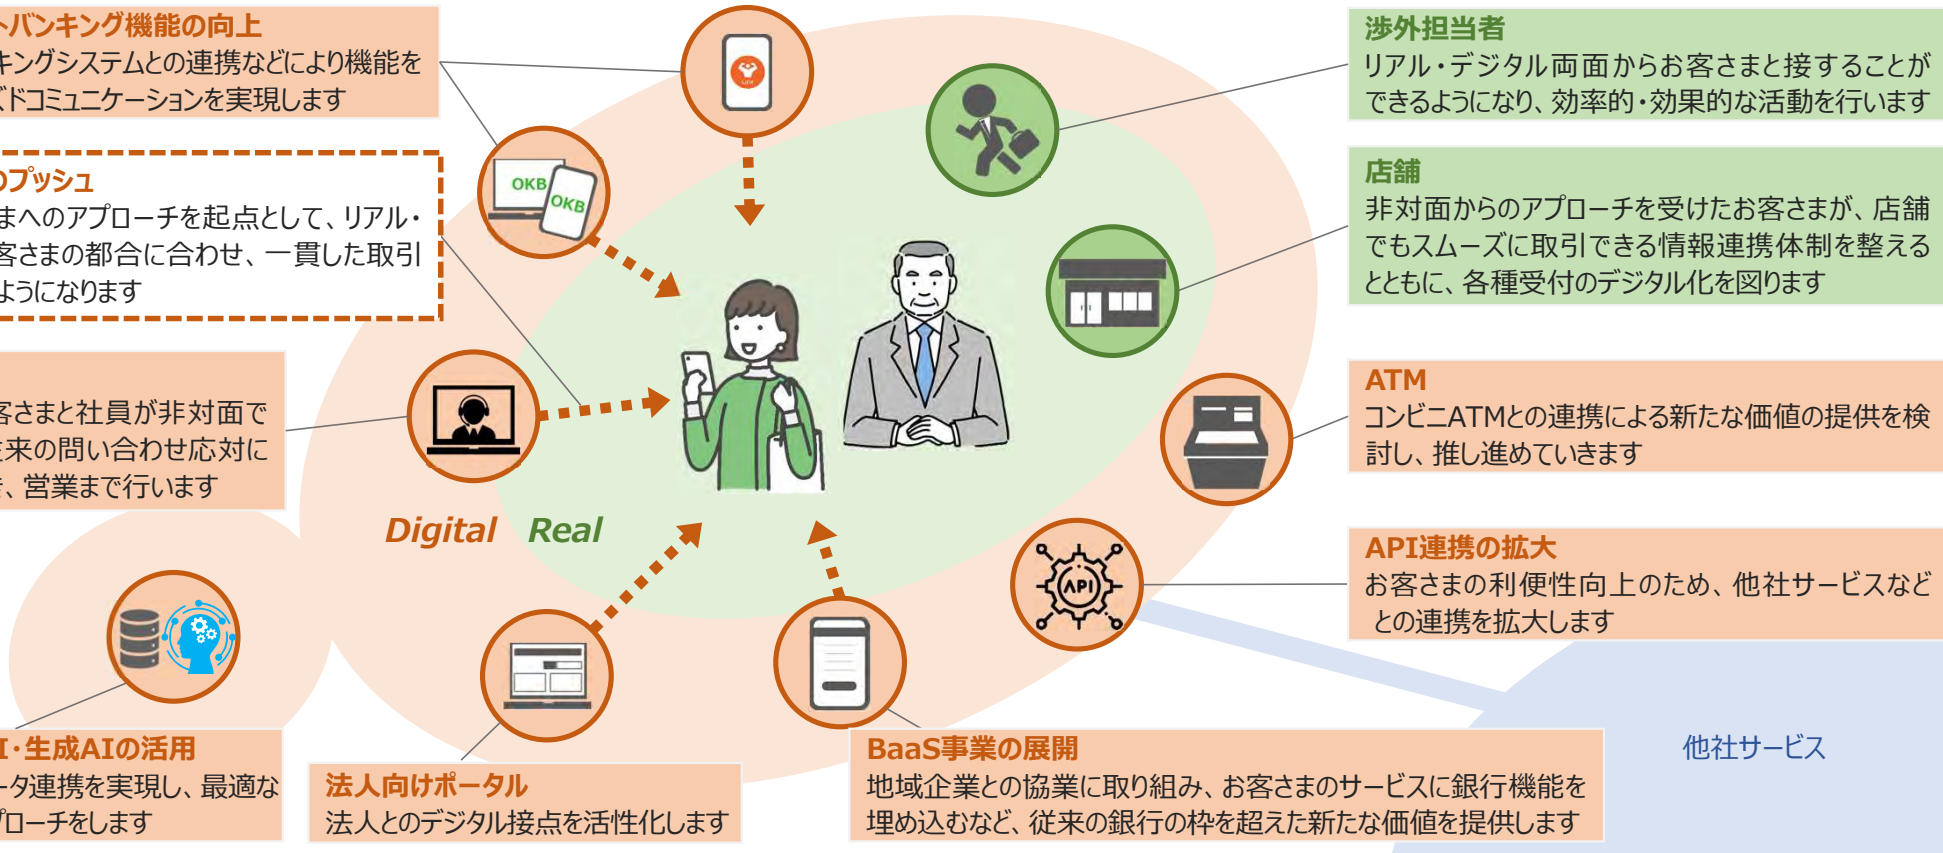 トバンキング機能の向上
キングシステムとの連携などにより機能を
ズドコミュニケーションを実現します
のプッシュ
まへのアプローチを起点として、リアル・
客さまの都合に合わせ、一貫した取引
ようになります
客さまと社員が非対面で
来の問い合わせ応対に
、営業まで行います
I・生成AIの活用
ータ連携を実現し、最適な
プローチをします
OKB
OKB
Digital
Real
API
法人向けポータル
法人とのデジタル接点を活性化します
BaaS事業の展開
地域企業との協業に取り組み、お客さまのサービスに銀行機能を
埋め込むなど、従来の銀行の枠を超えた新たな価値を提供します
渉外担当者
リアル・デジタル両面からお客さまと接することが
できるようになり、効率的・効果的な活動を行います
店舗
非対面からのアプローチを受けたお客さまが、店舗
でもスムーズに取引できる情報連携体制を整える
とともに、各種受付のデジタル化を図ります
ATM
コンビニATMとの連携による新たな価値の提供を検
討し、推し進めていきます
API連携の拡大
お客さまの利便性向上のため、他社サービスなど
との連携を拡大します
他社サービス